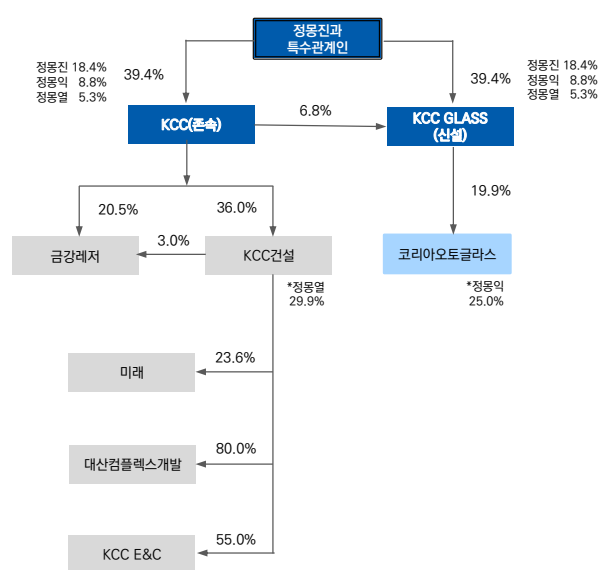 정몽진과
특수관계인
정몽진 18.4%
정몽익 8.8%
정몽열 5.3%
39.4%
39.4%
정몽진 18.4%
정몽익 8.8%
정몽열 5.3%
KCC(존속)
6.8%
KCC GLASS
(신설)
20.5%
36.0%
19.9%
금강레저
3.0%
KCC건설
코리아오토글라스
*정몽열
29.9%
*정몽익
25.0%
미래
23.6%
대산컴플렉스개발
80.0%
KCC E&C
55.0%